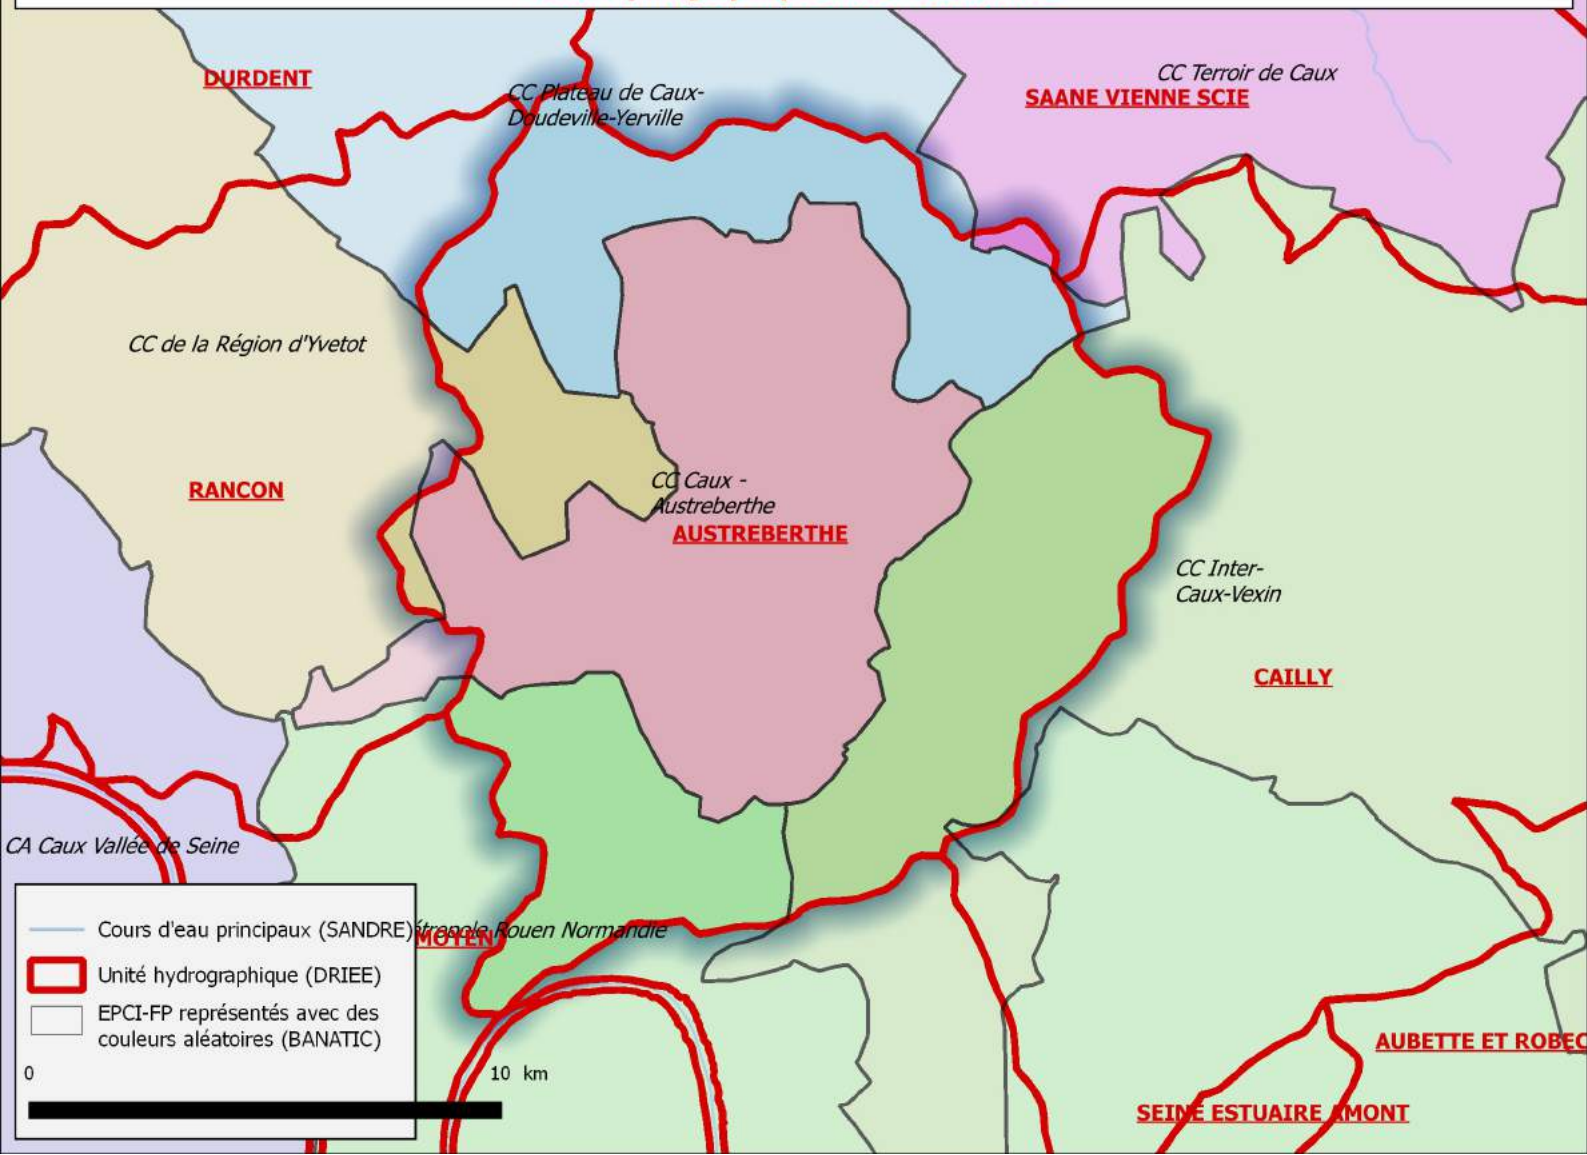 DURDENT
CC Plateau de Caux-
Doudeville-Yerville
CC Terroir de Caux
SAANE VIENNE SCIE
CC de la Région d'Yvetot
RANCON
CC Caux -
Austreberthe
AUSTREBERTHE
CC Inter-
Caux-Vexin
CAILLY
CA Caux Vallée de Seine
Cours d'eau principaux (SANDRE)
Rouen Normandie
MOYEN
Unité hydrographique (DRIEE)
EPCI-FP représentés avec des
couleurs aléatoires (BANATIC)
0 10 km
AUBETTE ET ROBEC
SEINE ESTUAIRE AMONT